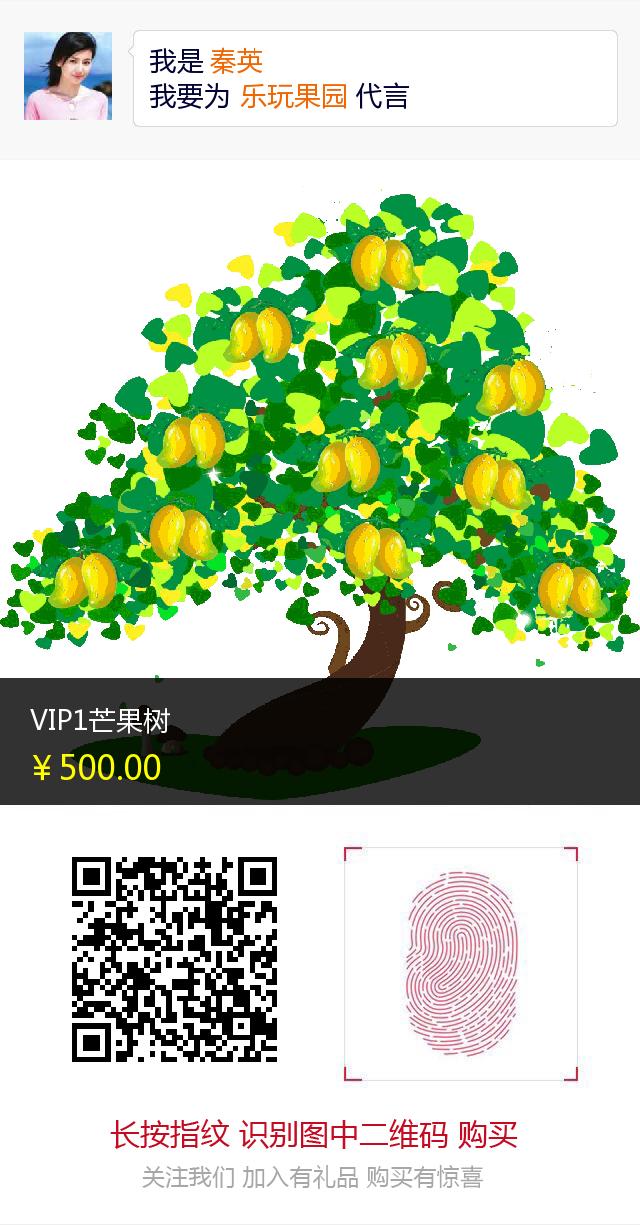 我是 秦英
我要为 乐玩果园 代言
VIP1芒果树
￥500.00
长按指纹 识别图中二维码 购买
关注我们 加入有礼品 购买有惊喜